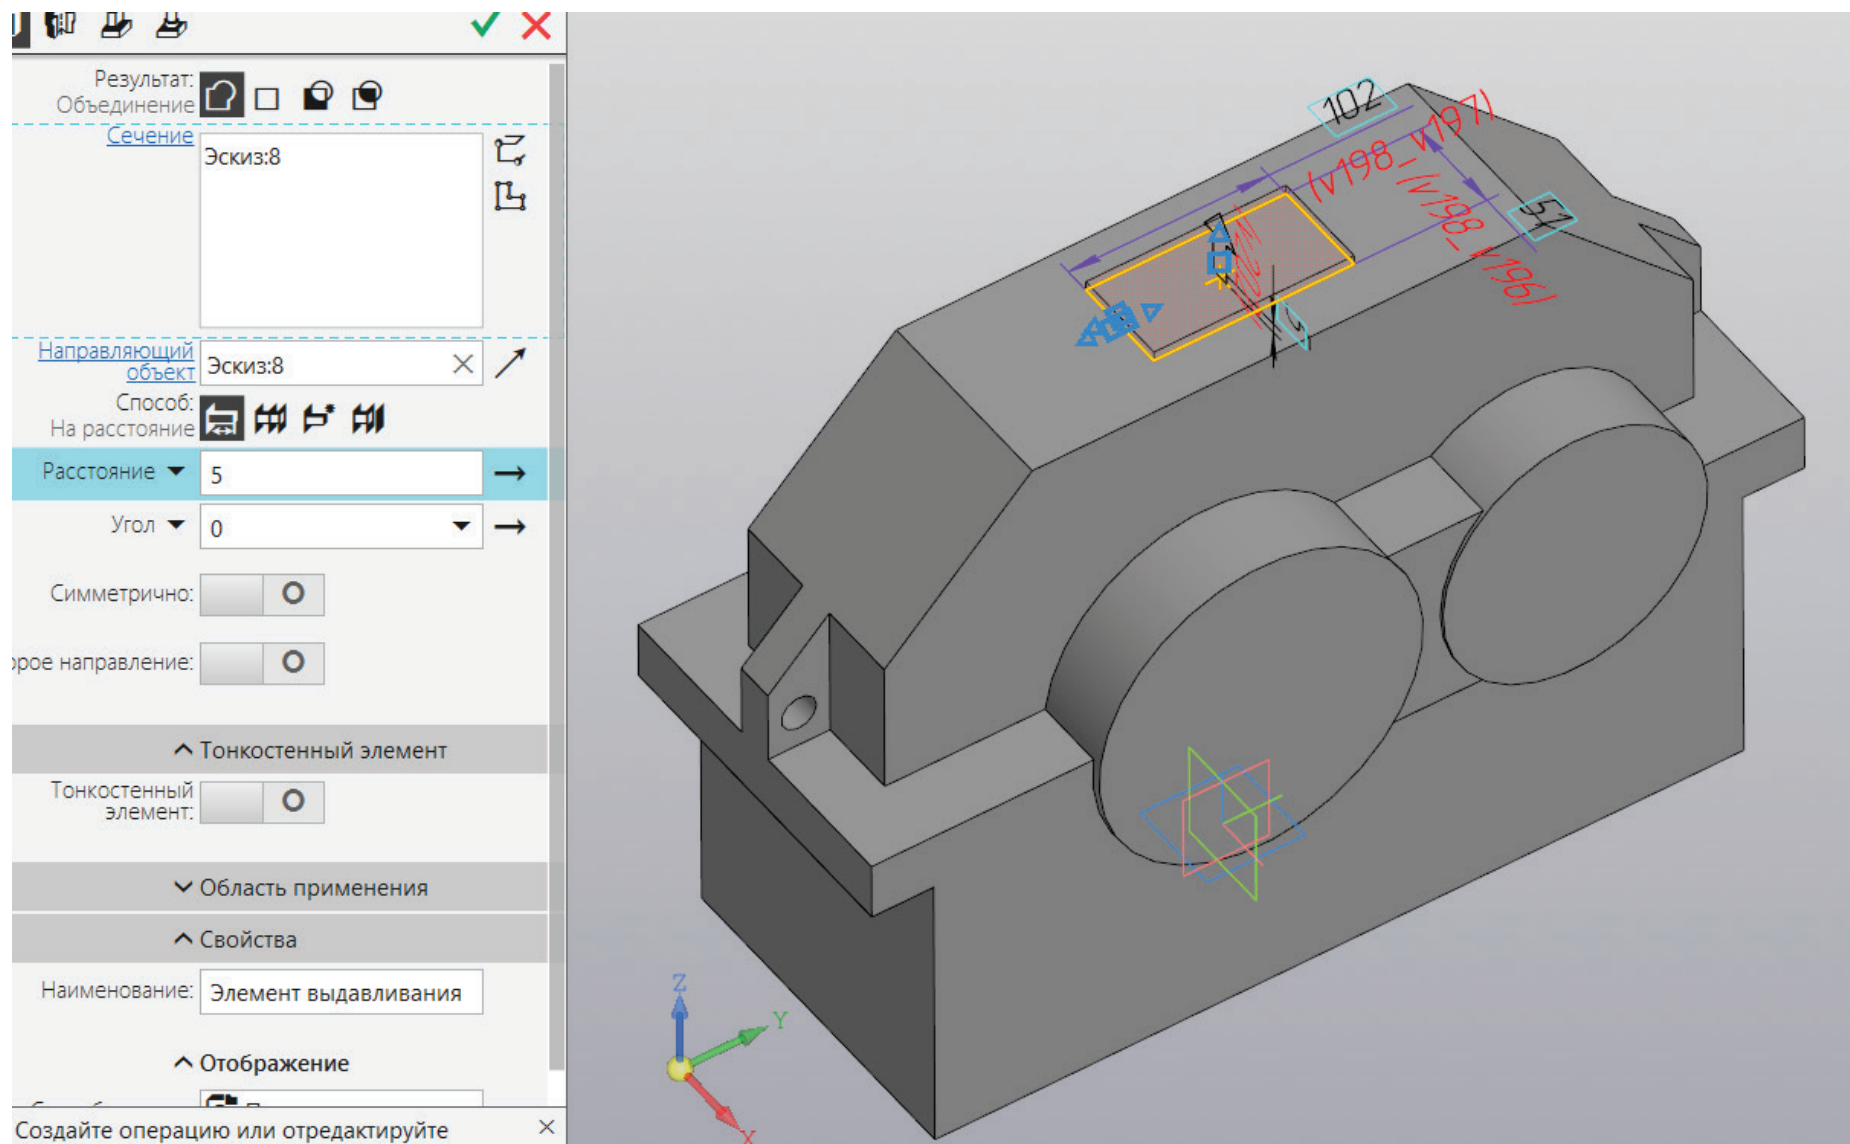 Результат:
Объединение
Сечение
Эскиз:8
Направляющий
объект
Эскиз:8
Способ:
На расстояние
Расстояние
5
Угол
0
Симметрично:
орое направление:
Тонкостенный элемент
Тонкостенный
элемент:
Область применения
Свойства
Наименование:
Элемент выдавливания
Отображение
Создайте операцию или отредактируйте
102
(v198_v197)
51
(v198_v196)
Z
Y
X